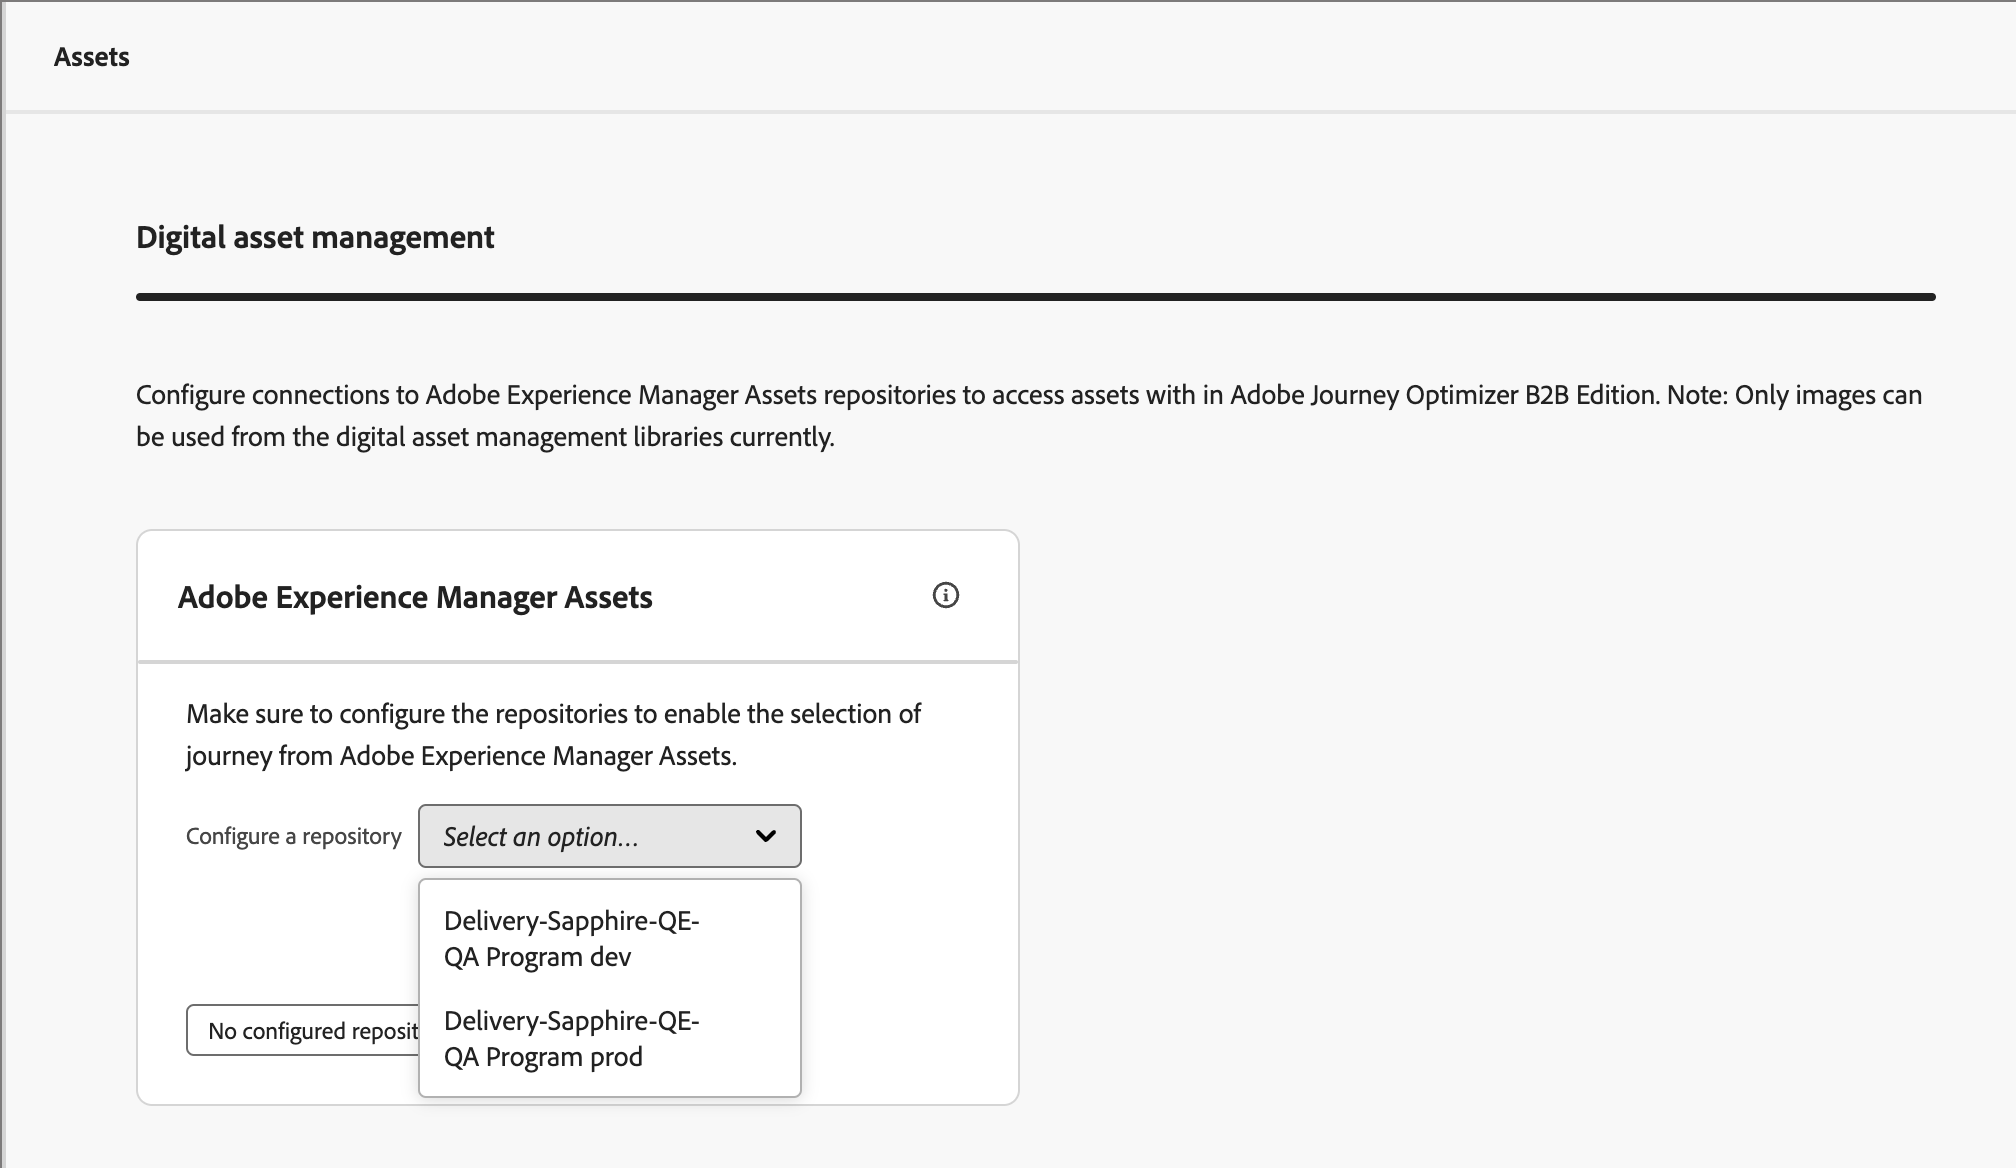 Assets
Digital asset management
Configure connections to Adobe Experience Manager Assets repositories to access assets with in Adobe Journey Optimizer B2B Edition. Note: Only images can
be used from the digital asset management libraries currently.
Adobe Experience Manager Assets
Make sure to configure the repositories to enable the selection of
journey from Adobe Experience Manager Assets.
Configure a repository
Select an option...
Delivery-Sapphire-QE-
QA Program dev
Delivery-Sapphire-QE-
QA Program prod
No configured